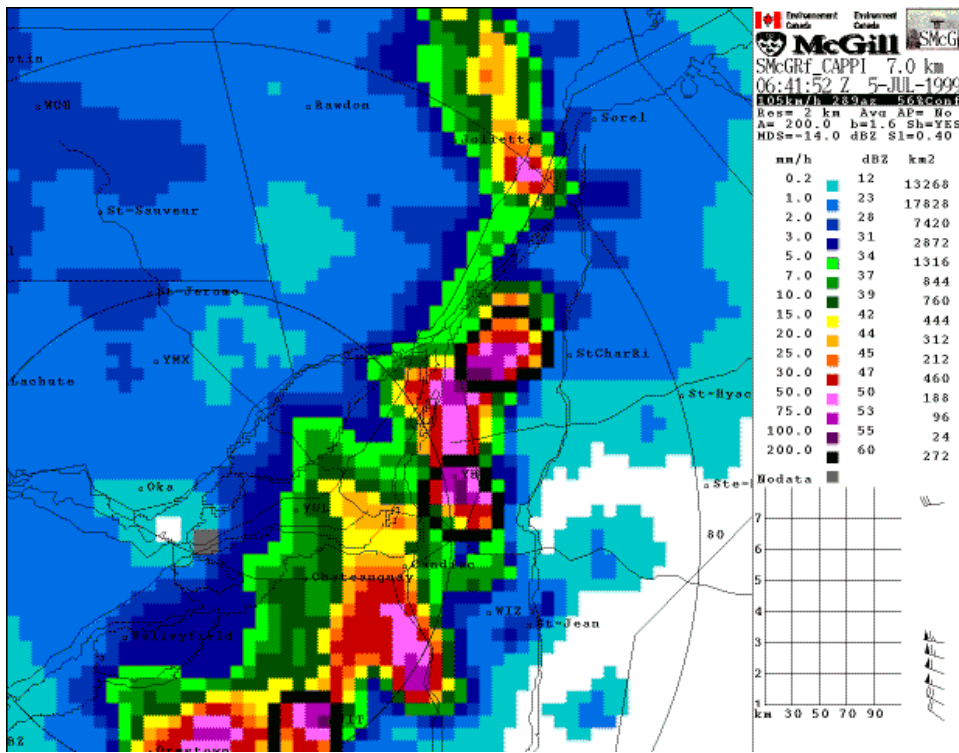 Environnement Canada
Environment Canada
McGill
SMcGRf_CAPPI 7.0 km
06:41:52 Z 5-JUL-1999
105km/h 289az 56%Conf
Res= 2 km Avg AP= No
A= 200.0 b=1.6 Sh=YES
MDS=-14.0 dBZ Sl=0.40
mm/h dBZ km2
0.2 12 13268
1.0 23 17828
2.0 28 7420
3.0 31 2872
5.0 34 1316
7.0 37 844
10.0 39 760
15.0 42 444
20.0 44 312
25.0 45 212
30.0 47 460
50.0 50 188
75.0 53 96
100.0 55 24
200.0 60 272
Nodata
7
6
5
4
3
2
1
km 30 50 70 90
Rawdon
Sorel
Joliette
St-Sauveur
St-Jerome
YMX
StCharRi
Lachute
St-Hyac
Oka
YUL
80
Chateauguay
Candiac
WIZ
St-Jean
Valleyfield
Ormstown